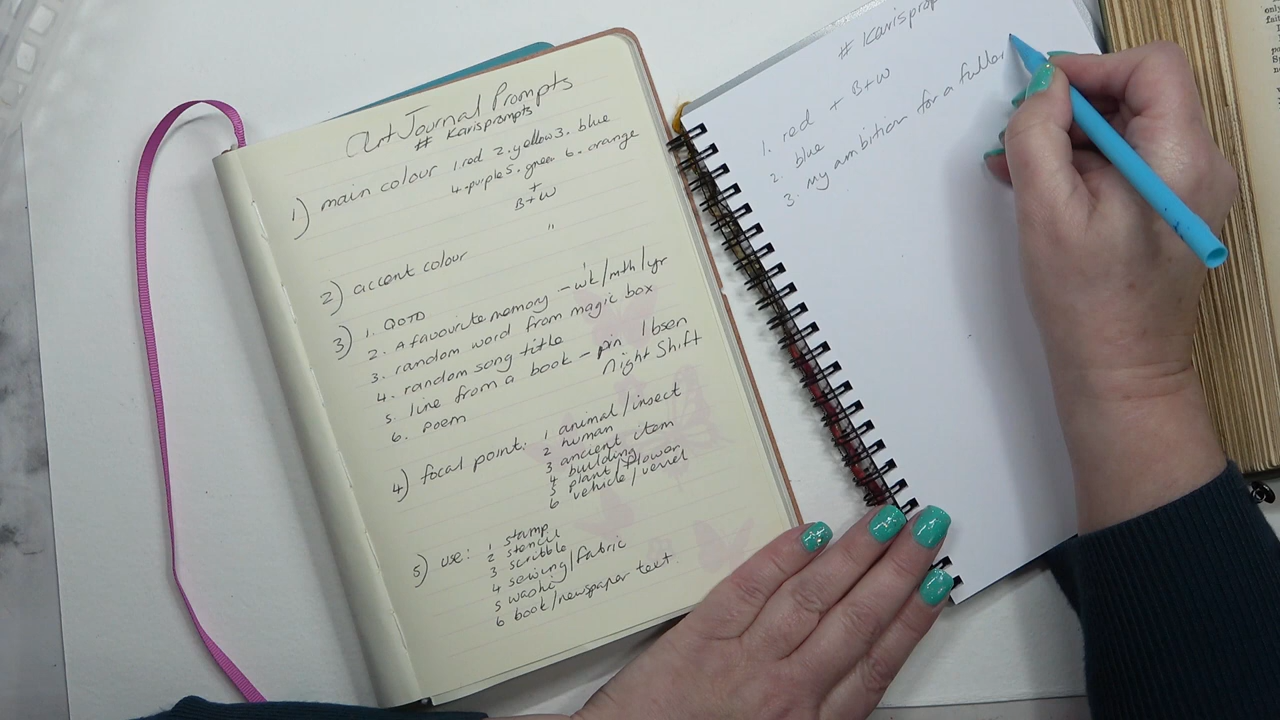 Art Journal Prompts
# Karisprompts
1) main colour 1. red 2. yellow 3. blue
4. purple 5. green 6. orange
+
B+W
2) accent colour "
3) 1. QOTD
2. A favourite memory - wk/mth/yr
3. random word from magic box
4. random song title
5. line from a book - pin Ibsen
6. poem Night Shift
4) focal point: 1 animal/insect
2 human
3 ancient item
4 building
5 plant/flower
6 vehicle/vessel
5) use: 1 stamp
2 stencil
3 scribble
4 sewing/fabric
5 washi
6 book/newspaper text.
# Karisprop
1. red + B+W
2. blue
3. my ambition for a fuller